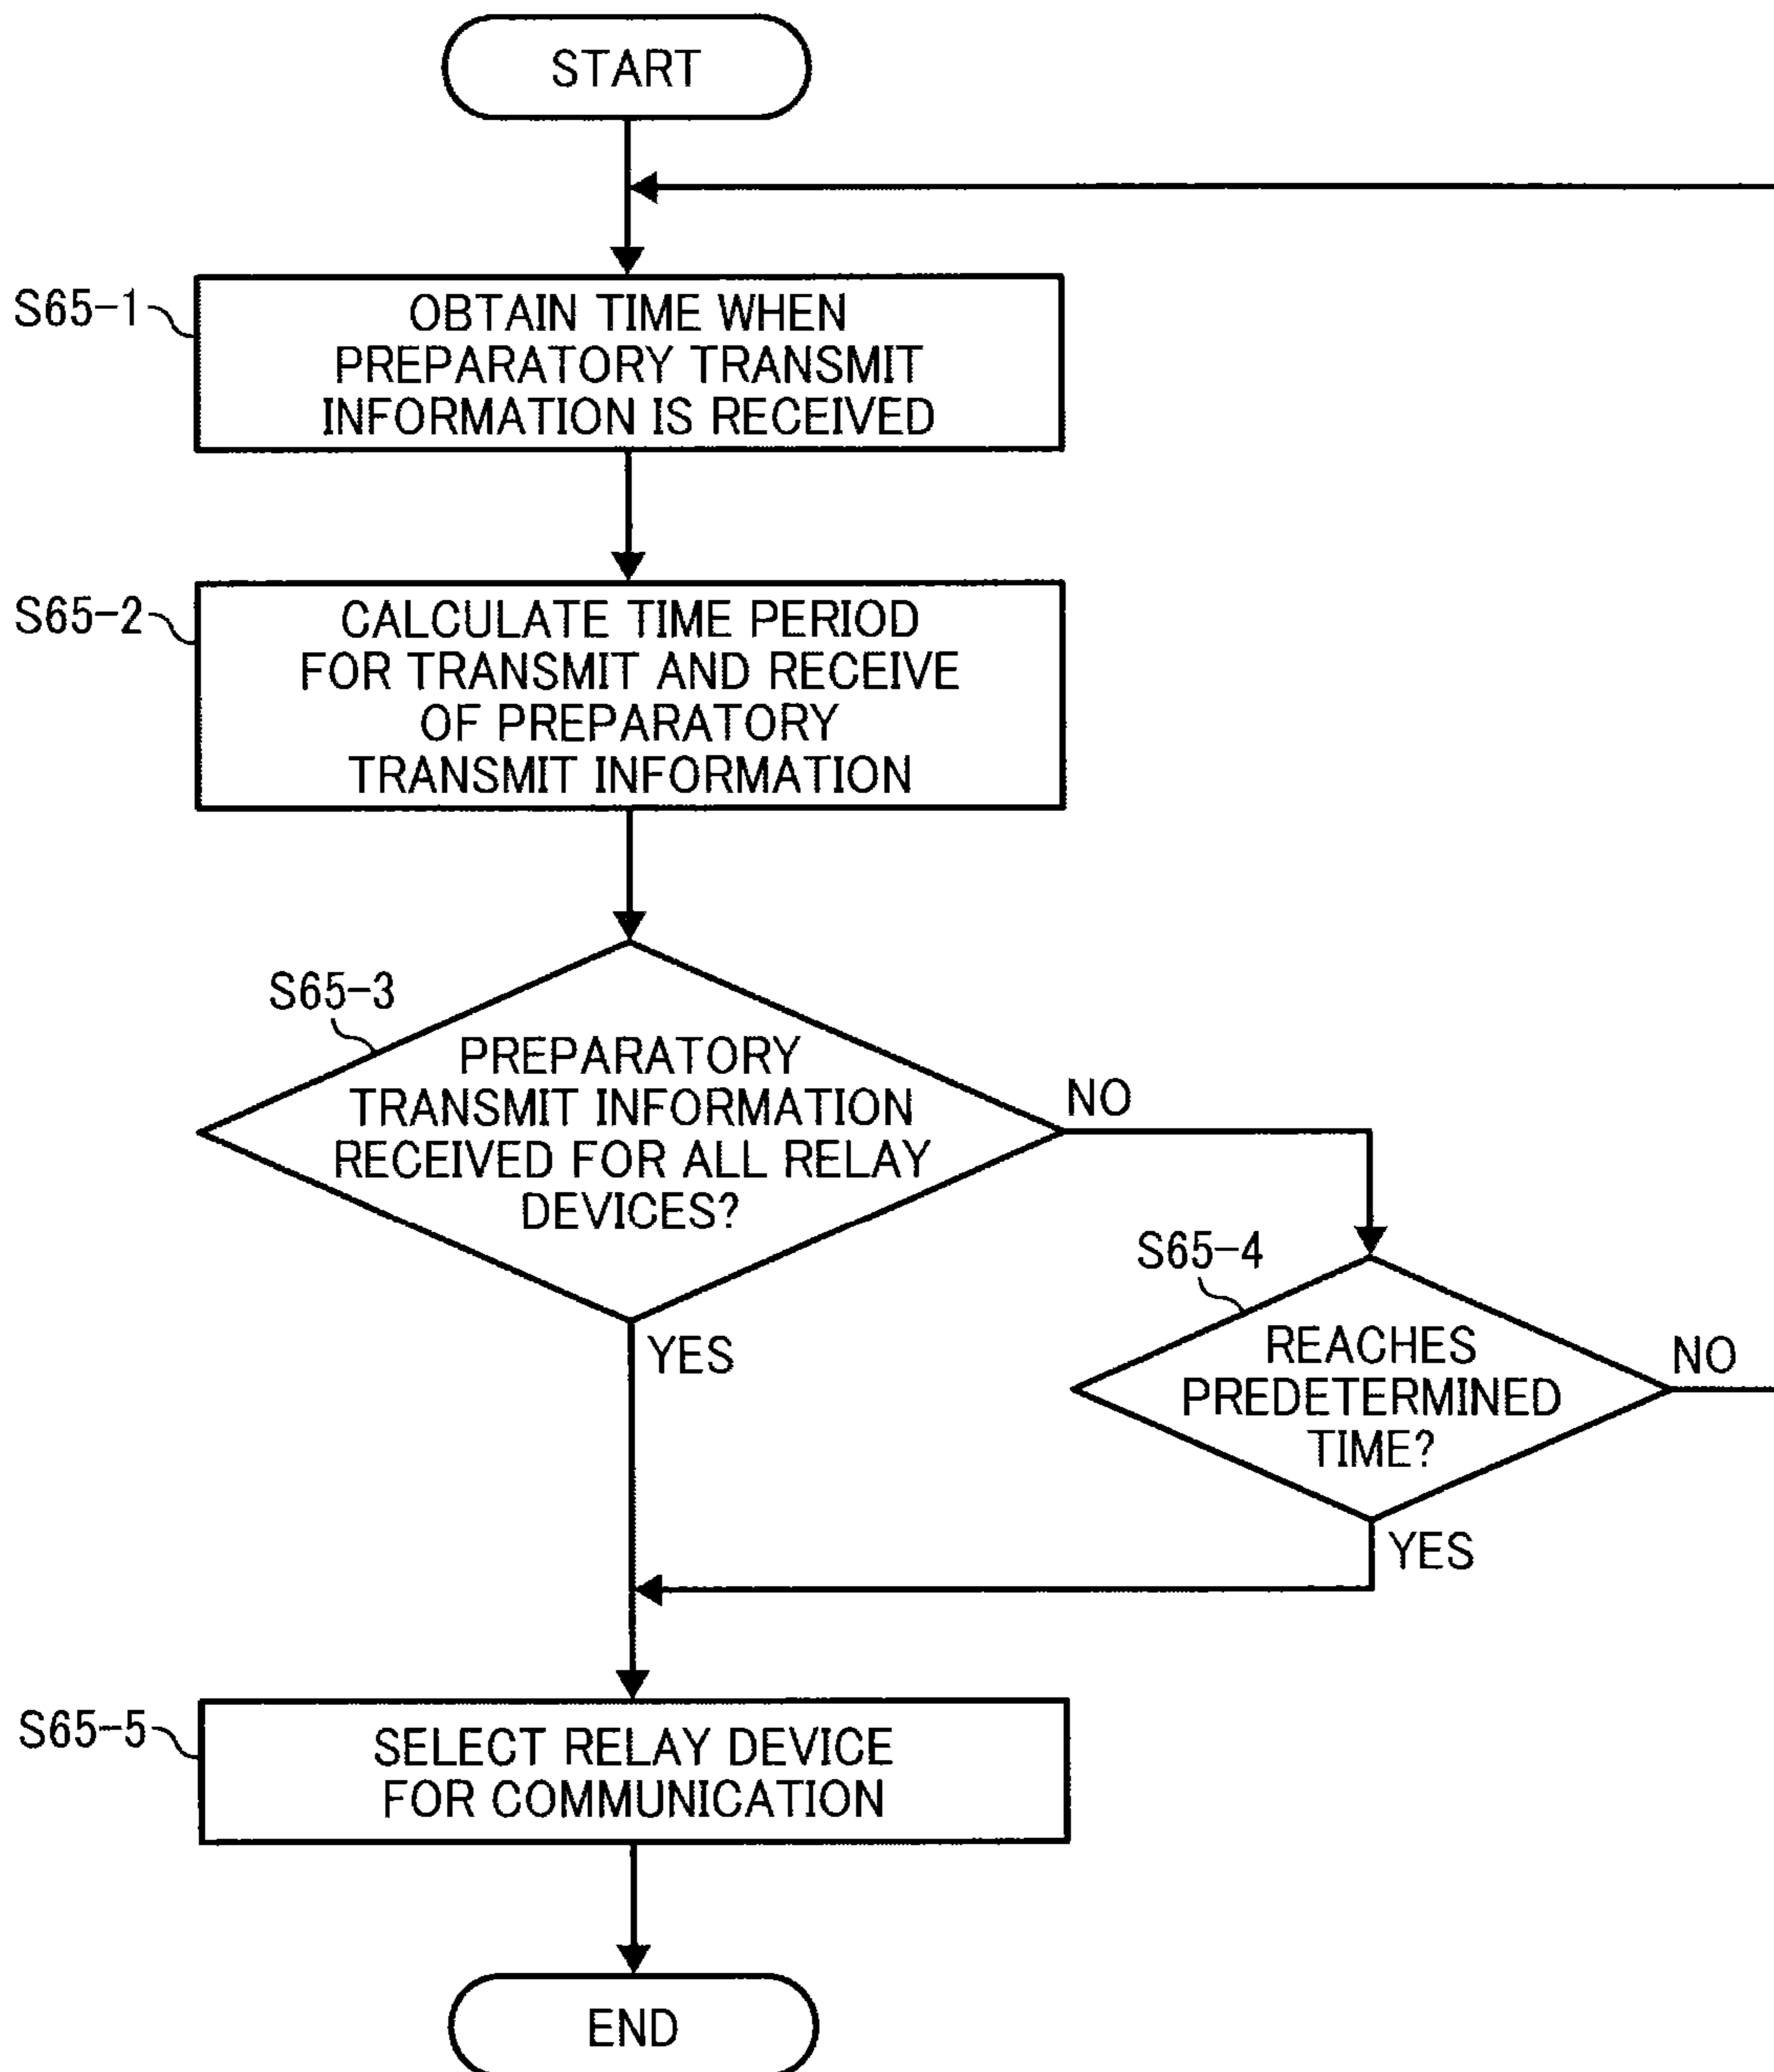 START
S65-1
OBTAIN TIME WHEN
PREPARATORY TRANSMIT
INFORMATION IS RECEIVED
S65-2
CALCULATE TIME PERIOD
FOR TRANSMIT AND RECEIVE
OF PREPARATORY
TRANSMIT INFORMATION
S65-3
PREPARATORY
TRANSMIT INFORMATION
RECEIVED FOR ALL RELAY
DEVICES?
NO
YES
S65-4
REACHES
PREDETERMINED
TIME?
NO
YES
S65-5
SELECT RELAY DEVICE
FOR COMMUNICATION
END